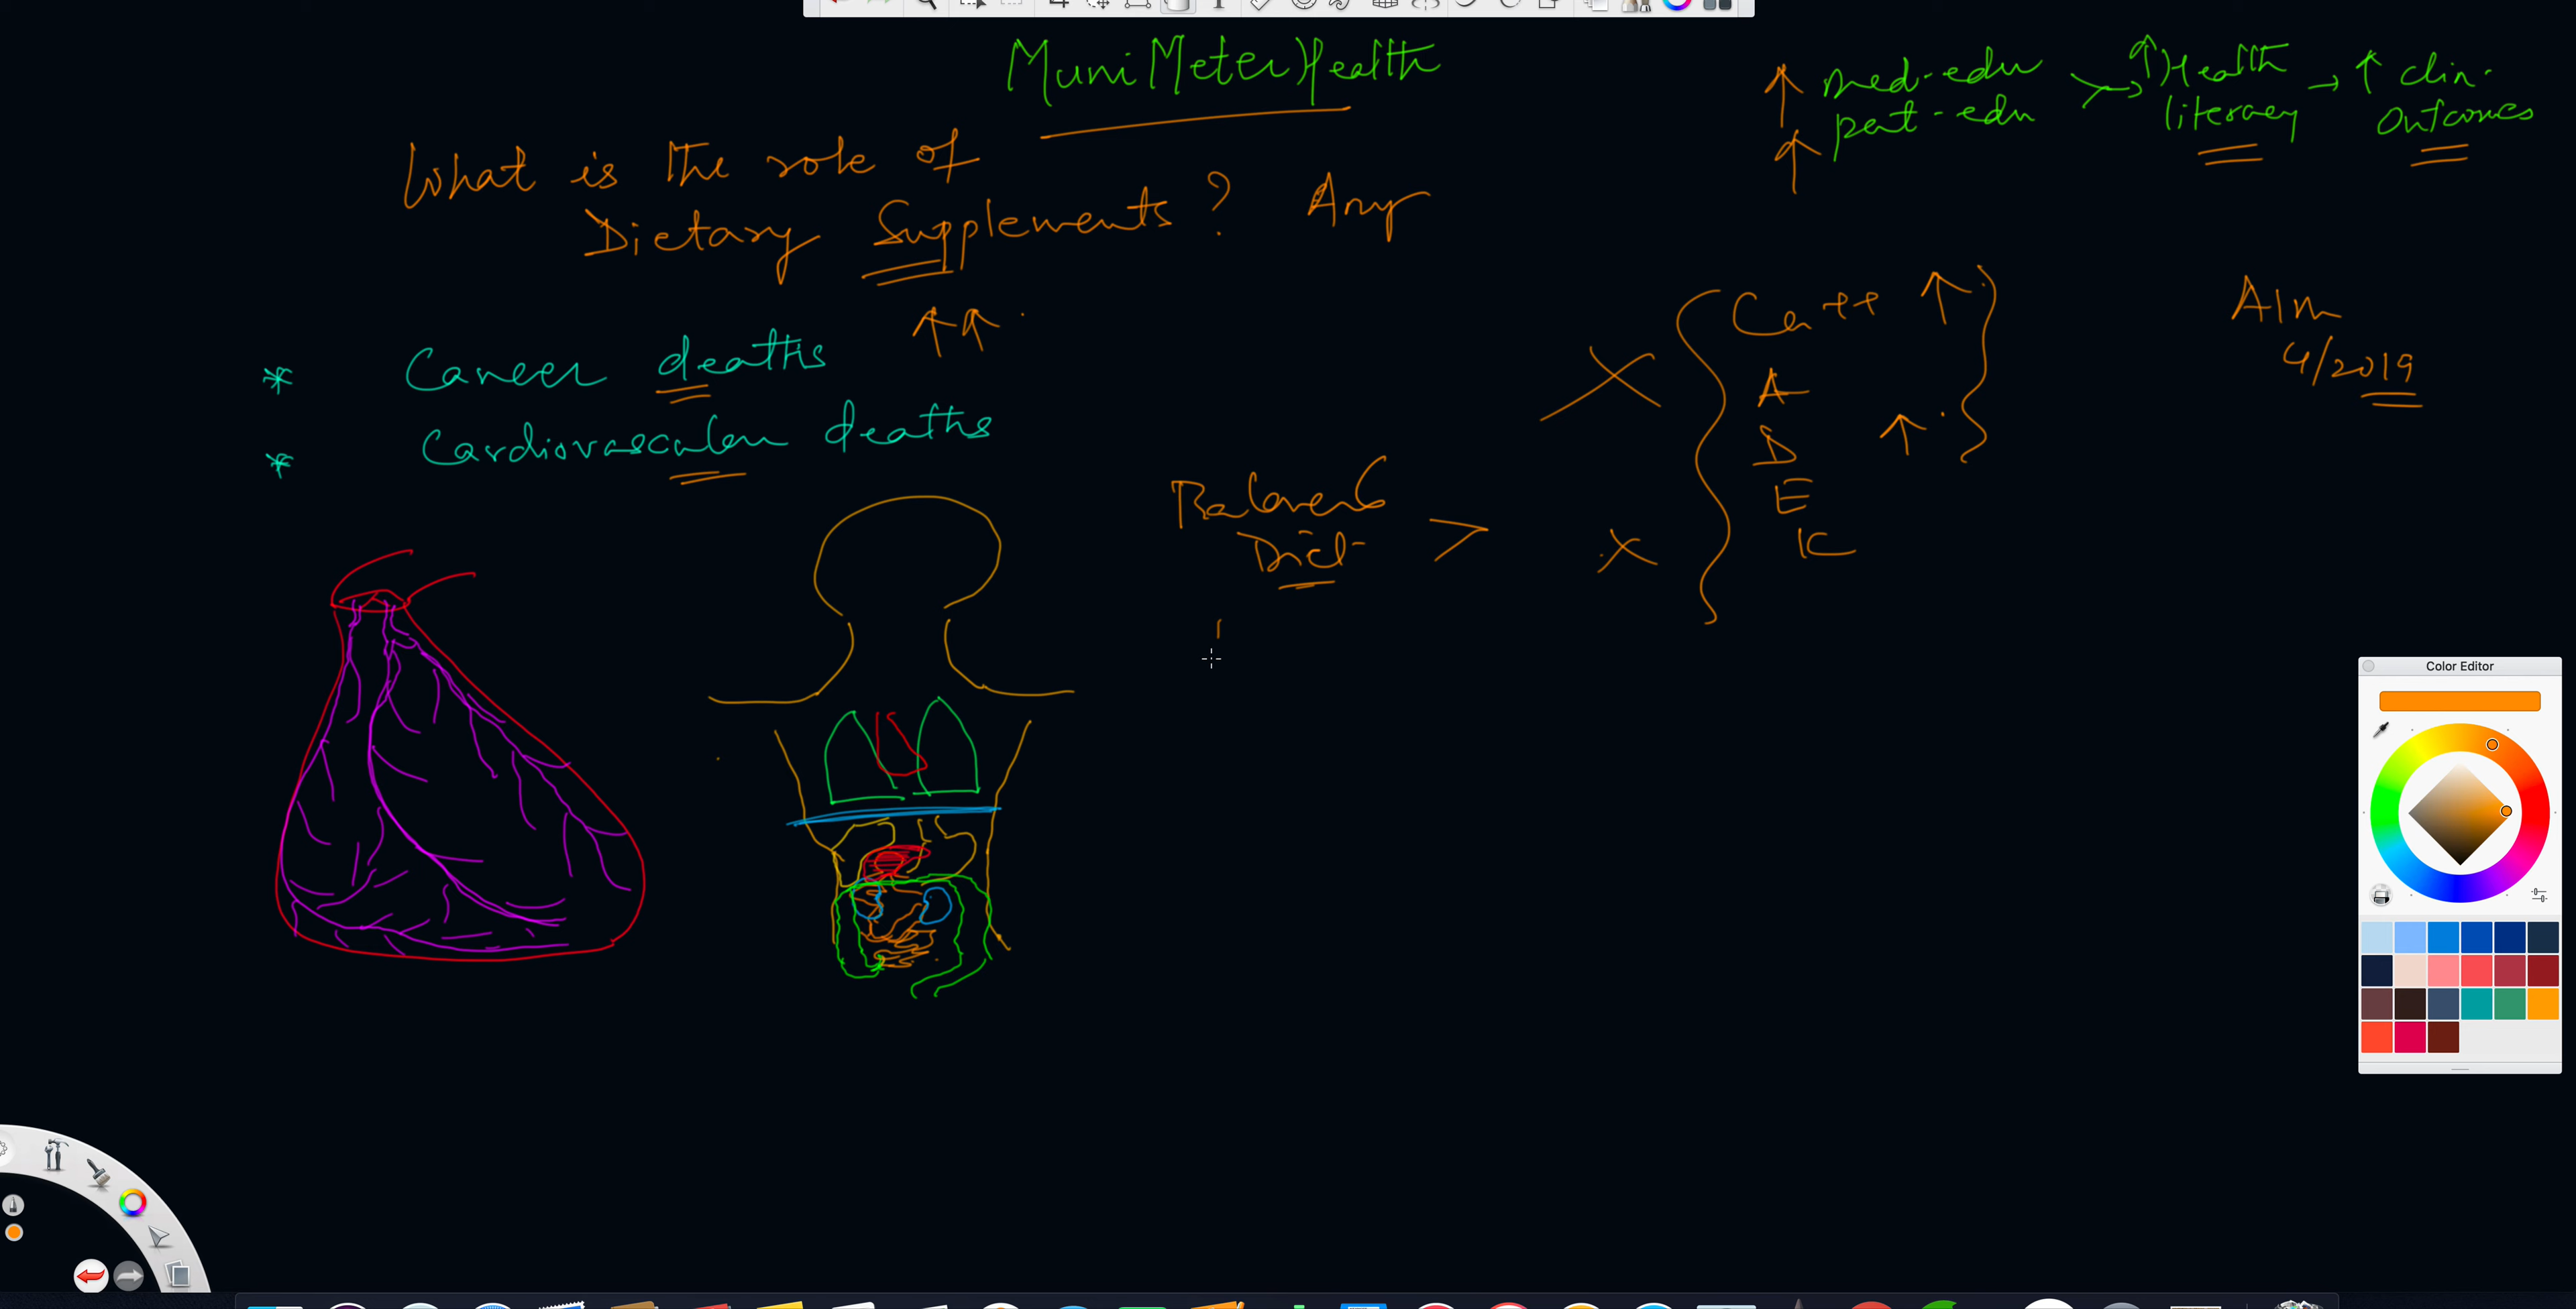 MuniMeterHealth
What is the role of
Dietary Supplements? Any
↑ med-edu
↑ pat-edu
↑ Health literacy → ↑ clin. outcomes
* Cancer deaths ↑↑
* Cardiovascular deaths
Ca++ ↑
A
D ↑
E
K
AIM
4/2019
Diet >
Color Editor